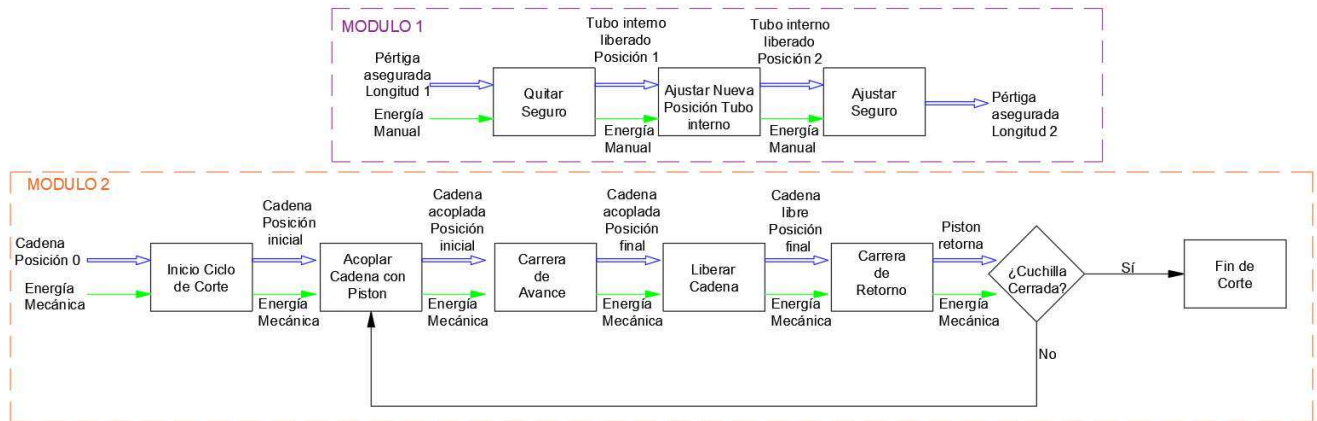 MODULO 1
Pértiga
asegurada
Longitud 1
Energía
Manual
Quitar
Seguro
Tubo interno
liberado
Posición 1
Energía
Manual
Ajustar Nueva
Posición Tubo
interno
Tubo interno
liberado
Posición 2
Energía
Manual
Ajustar
Seguro
Pértiga
asegurada
Longitud 2
MODULO 2
Cadena
Posición 0
Energía
Mecánica
Inicio Ciclo
de Corte
Cadena
Posición
inicial
Energía
Mecánica
Acoplar
Cadena con
Piston
Cadena
acoplada
Posición
inicial
Energía
Mecánica
Carrera
de
Avance
Cadena
acoplada
Posición
final
Energía
Mecánica
Liberar
Cadena
Cadena
libre
Posición
final
Energía
Mecánica
Carrera
de
Retorno
Piston
retorna
Energía
Mecánica
¿Cuchilla
Cerrada?
Sí
No
Fin de
Corte